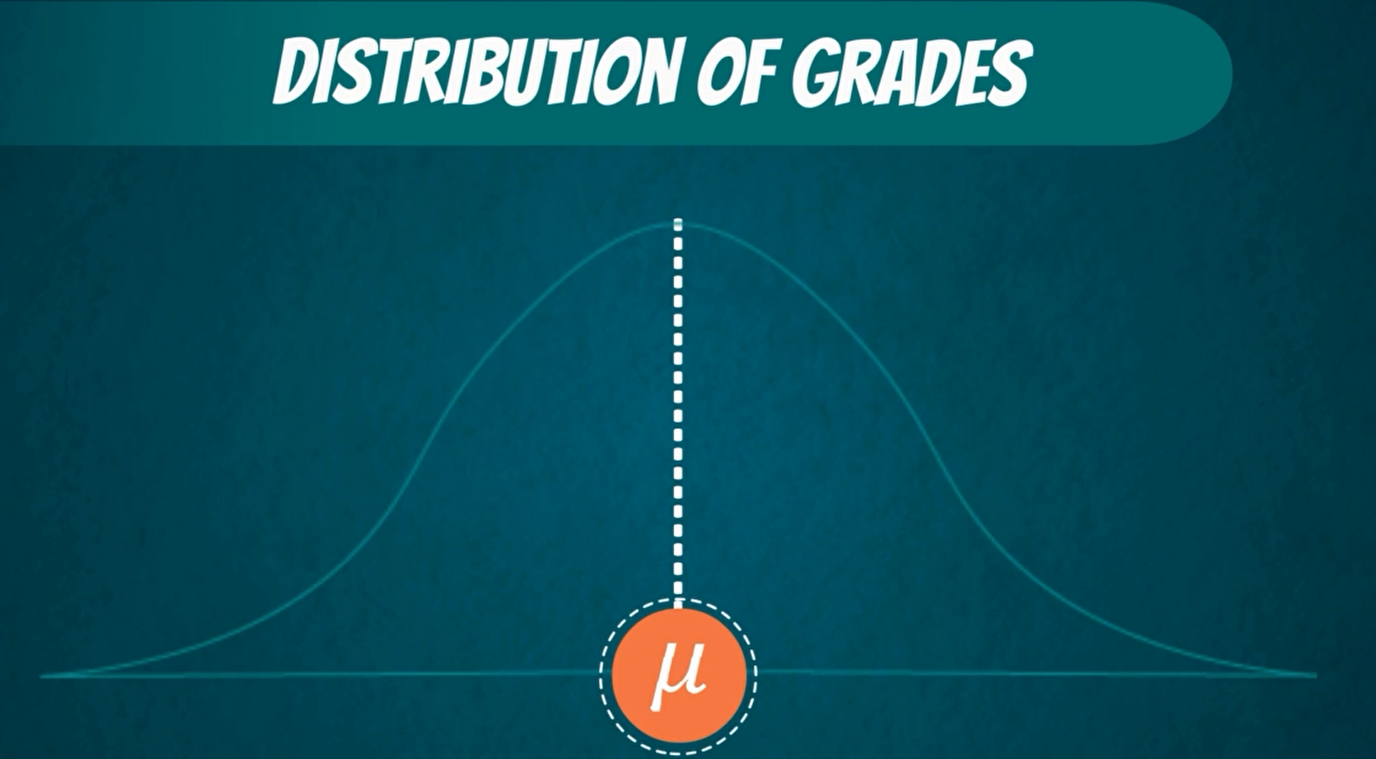 DISTRIBUTION OF GRADES
μ